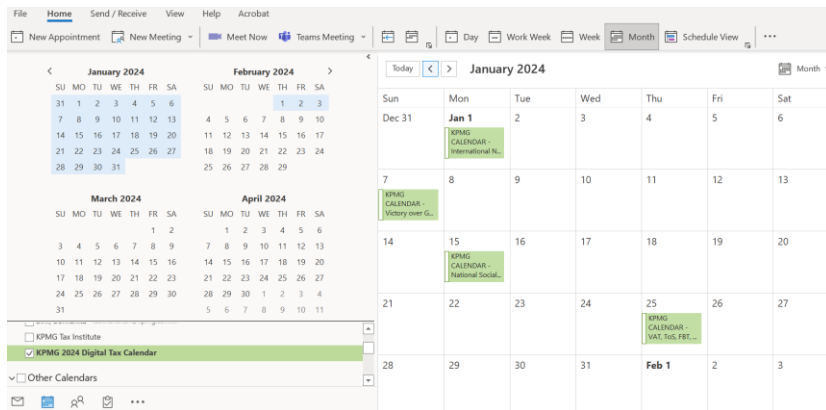 File Home Send / Receive View Help Acrobat
New Appointment New Meeting Meet Now Teams Meeting Day Work Week Week Month Schedule View ...
January 2024
SU MO TU WE TH FR SA
31 1 2 3 4 5 6
7 8 9 10 11 12 13
14 15 16 17 18 19 20
21 22 23 24 25 26 27
28 29 30 31
February 2024
SU MO TU WE TH FR SA
1 2 3
4 5 6 7 8 9 10
11 12 13 14 15 16 17
18 19 20 21 22 23 24
25 26 27 28 29
March 2024
SU MO TU WE TH FR SA
1 2
3 4 5 6 7 8 9
10 11 12 13 14 15 16
17 18 19 20 21 22 23
24 25 26 27 28 29 30
31
April 2024
SU MO TU WE TH FR SA
1 2 3 4 5 6
7 8 9 10 11 12 13
14 15 16 17 18 19 20
21 22 23 24 25 26 27
28 29 30 1 2 3 4
5 6 7 8 9 10 11
KPMG Tax Institute
KPMG 2024 Digital Tax Calendar
Other Calendars
Today January 2024 Month
Sun Mon Tue Wed Thu Fri Sat
Dec 31 Jan 1 2 3 4 5 6
KPMG
CALENDAR -
International N...
7 8 9 10 11 12 13
KPMG
CALENDAR -
Victory over G...
14 15 16 17 18 19 20
KPMG
CALENDAR -
National Social...
21 22 23 24 25 26 27
KPMG
CALENDAR -
VAT, ToS, FBT, ...
28 29 30 31 Feb 1 2 3